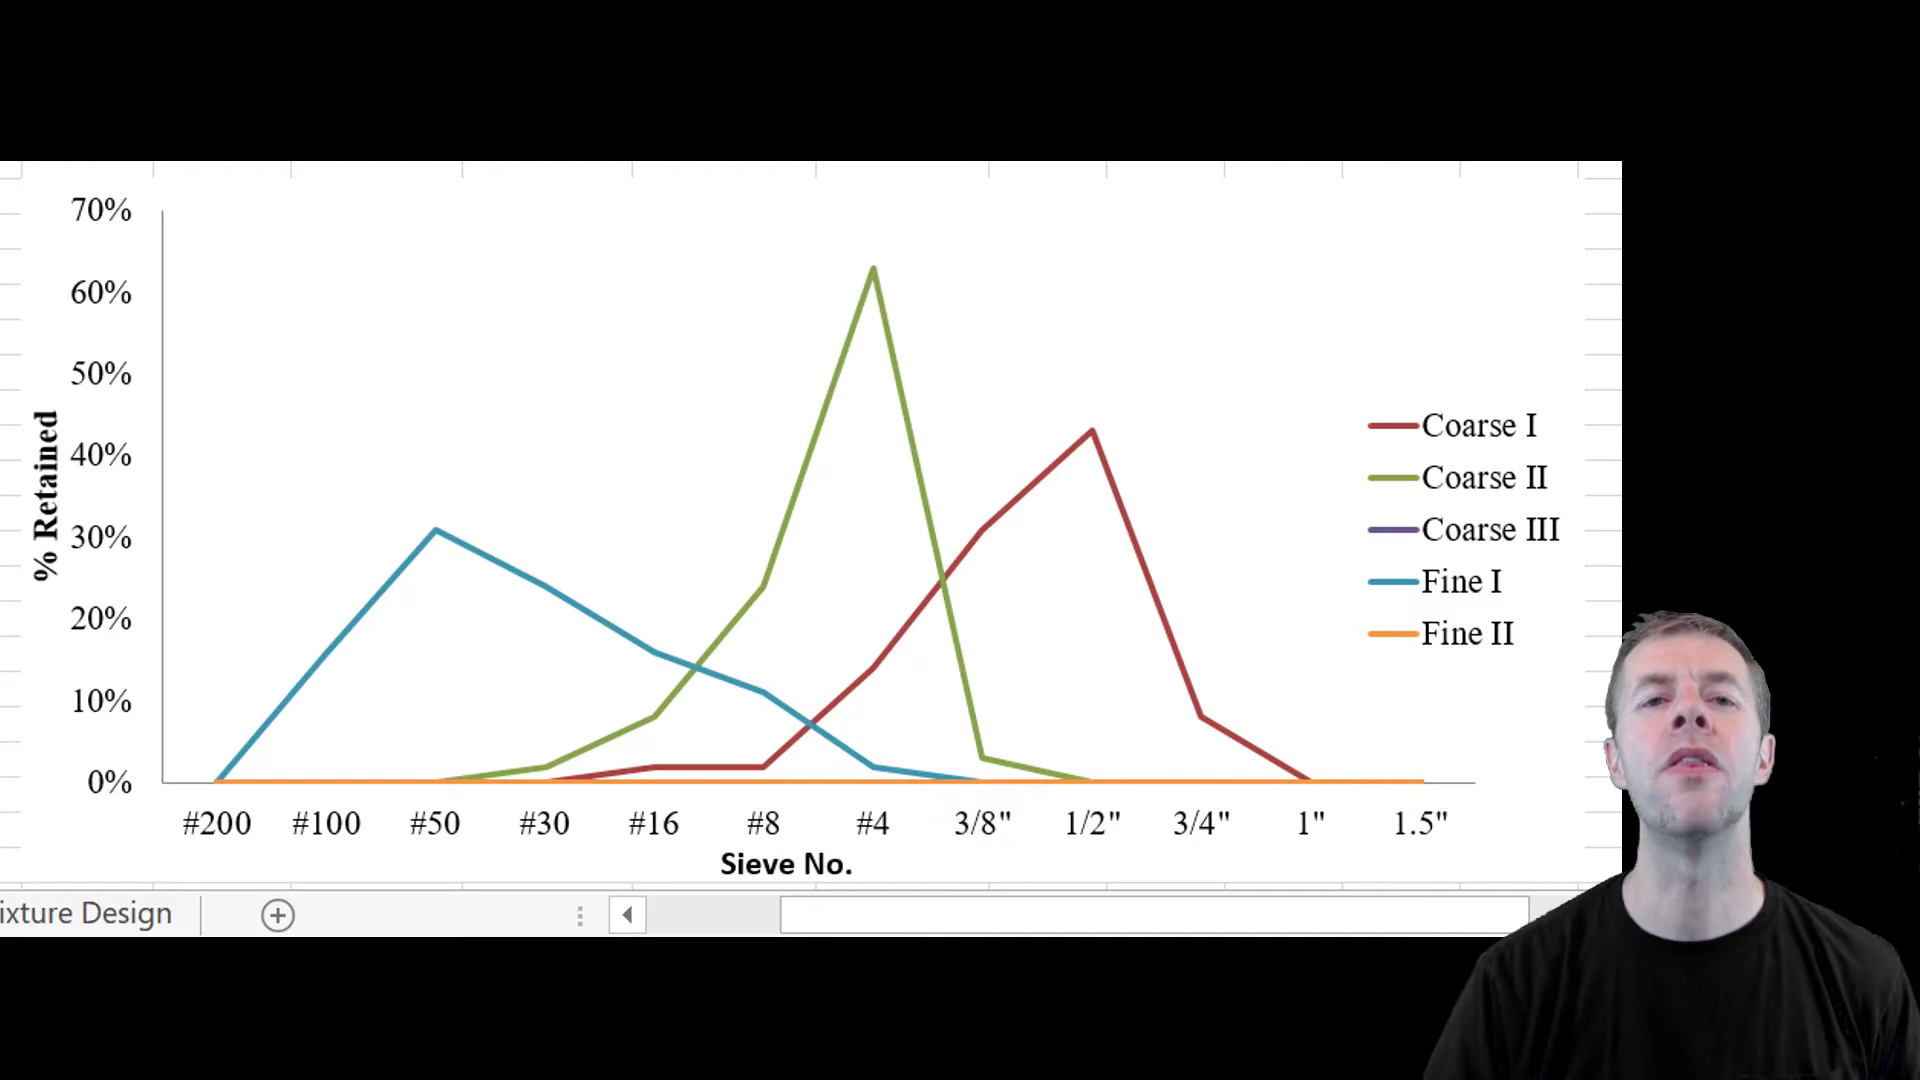 70%
60%
50%
40%
30%
20%
10%
0%
% Retained
#200 #100 #50 #30 #16 #8 #4 3/8" 1/2" 3/4" 1" 1.5"
Sieve No.
Coarse I
Coarse II
Coarse III
Fine I
Fine II
ixture Design